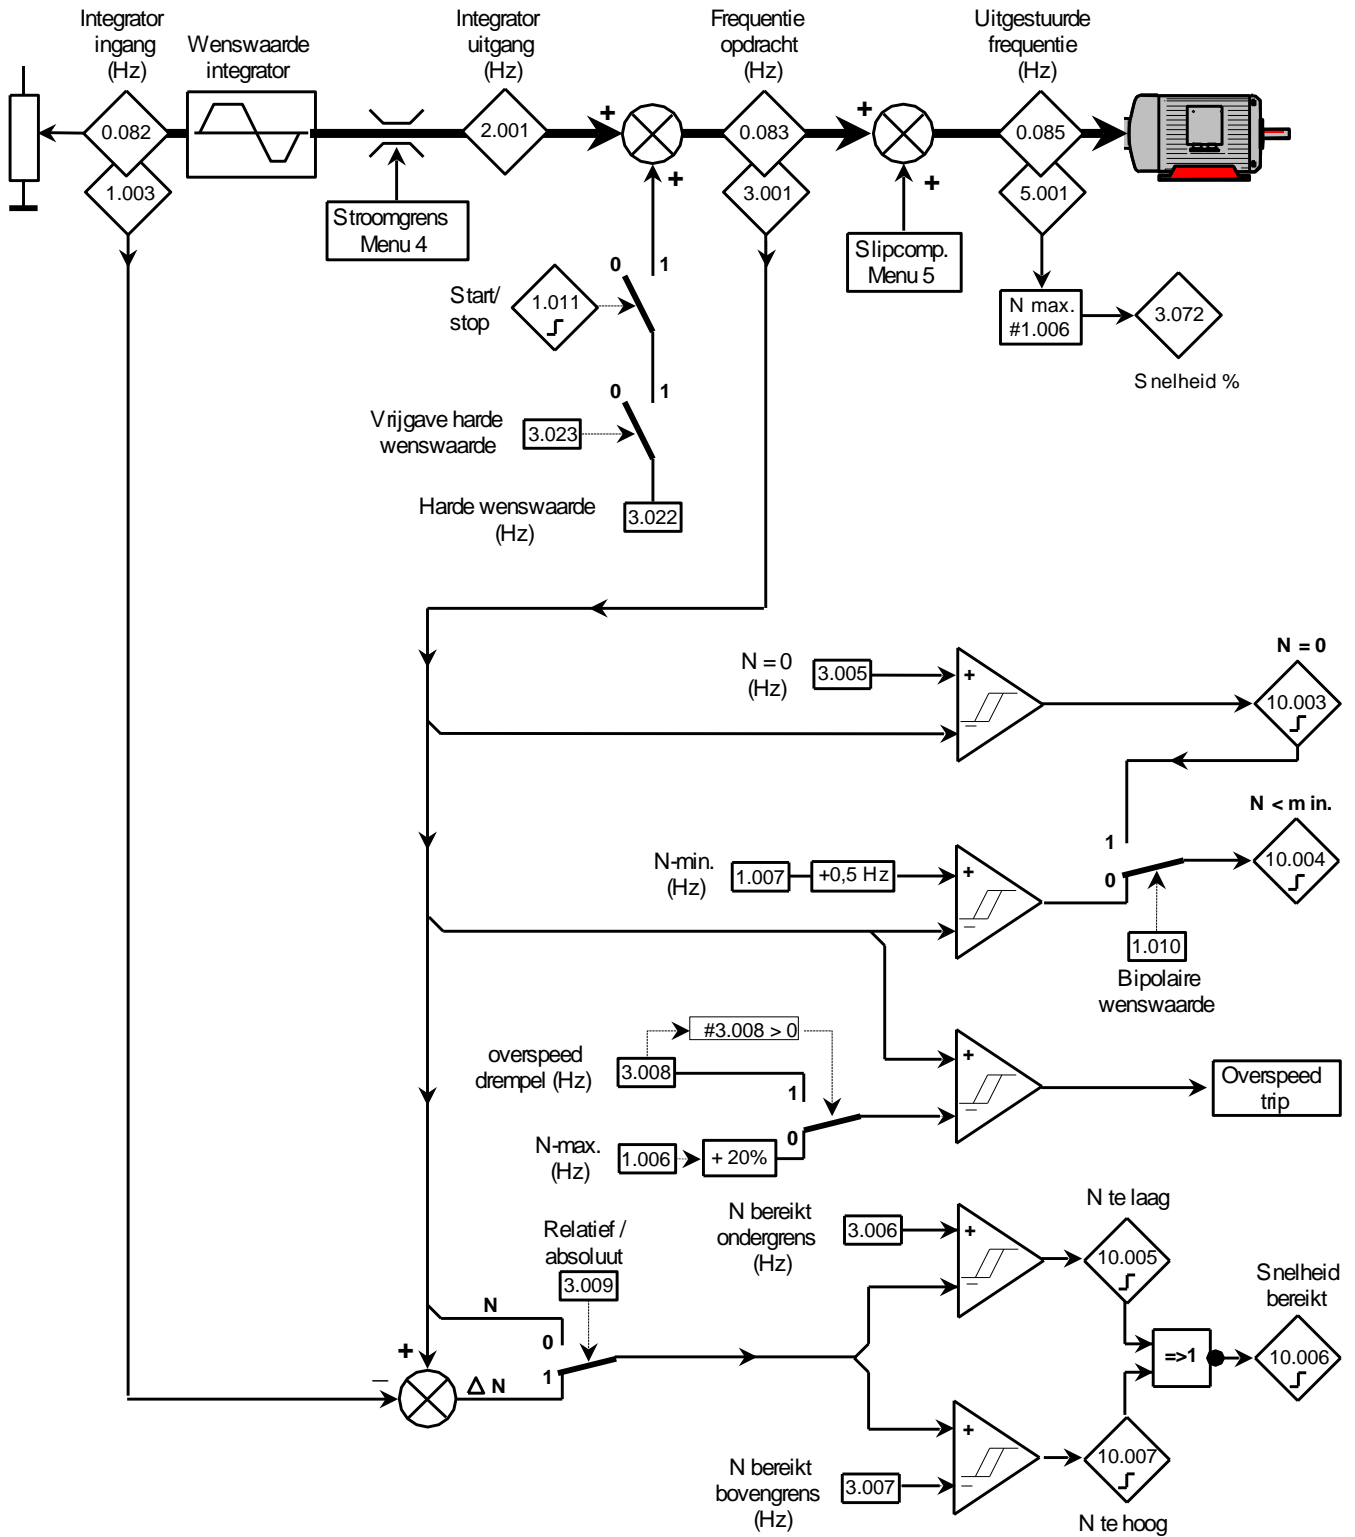 Integrator
ingang
(Hz)
Wenswaarde
integrator
Integrator
uitgang
(Hz)
Frequentie
opdracht
(Hz)
Uitgestuurde
frequentie
(Hz)
0.082
1.003
2.001
+
+
0.083
3.001
+
+
0.085
5.001
Stroomgrens
Menu 4
Slipcomp.
Menu 5
N max.
#1.006
3.072
Snelheid %
Start/
stop
1.011
0
1
Vrijgave harde
wenswaarde
3.023
0
1
Harde wenswaarde
(Hz)
3.022
N = 0
(Hz)
3.005
+
–
N = 0
10.003
N-min.
(Hz)
1.007
+0,5 Hz
+
–
1
0
N < min.
10.004
1.010
Bipolaire
wenswaarde
overspeed
drempel (Hz)
3.008
#3.008 > 0
1
0
N-max.
(Hz)
1.006
+ 20%
+
–
Overspeed
trip
N bereikt
ondergrens
(Hz)
3.006
+
–
N te laag
10.005
Relatief /
absoluut
3.009
N
0
1
Δ N
+
–
=>1
Snelheid
bereikt
10.006
N bereikt
bovengrens
(Hz)
3.007
+
–
10.007
N te hoog